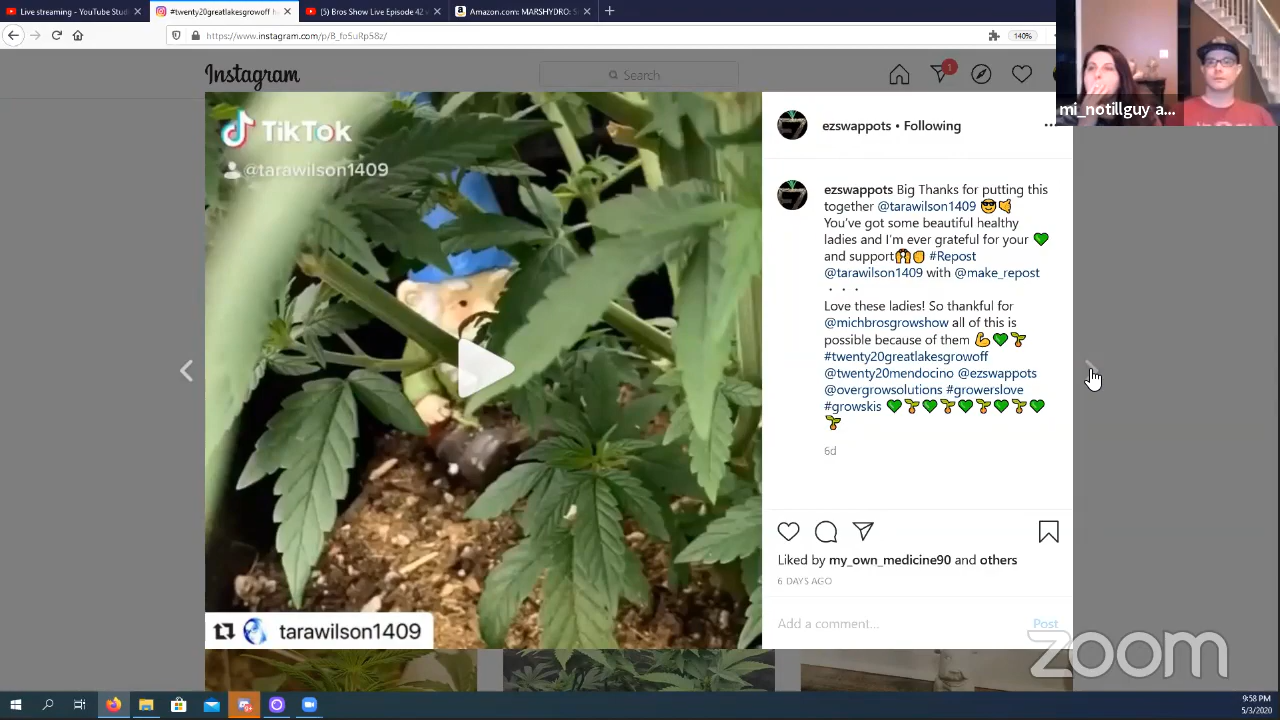 Live streaming - YouTube Stud
#twenty20greatlakesgrowoff h
(5) Bros Show Live Episode 42 w
Amazon.com: MARSHYDRO: S
https://www.instagram.com/p/B_fo5uRp58z/
140%
Instagram
Search
1
mi_notillguy a...
TikTok
@tarawilson1409
ezswappots • Following
ezswappots Big Thanks for putting this
together @tarawilson1409
You've got some beautiful healthy
ladies and I'm ever grateful for your
and support #Repost
@tarawilson1409 with @make_repost
・・・
Love these ladies! So thankful for
@michbrosgrowshow all of this is
possible because of them
#twenty20greatlakesgrowoff
@twenty20mendocino @ezswappots
@overgrowsolutions #growerslove
#growskis
6d
Liked by my_own_medicine90 and others
6 DAYS AGO
tarawilson1409
Add a comment...
Post
zoom
9:58 PM
5/3/2020